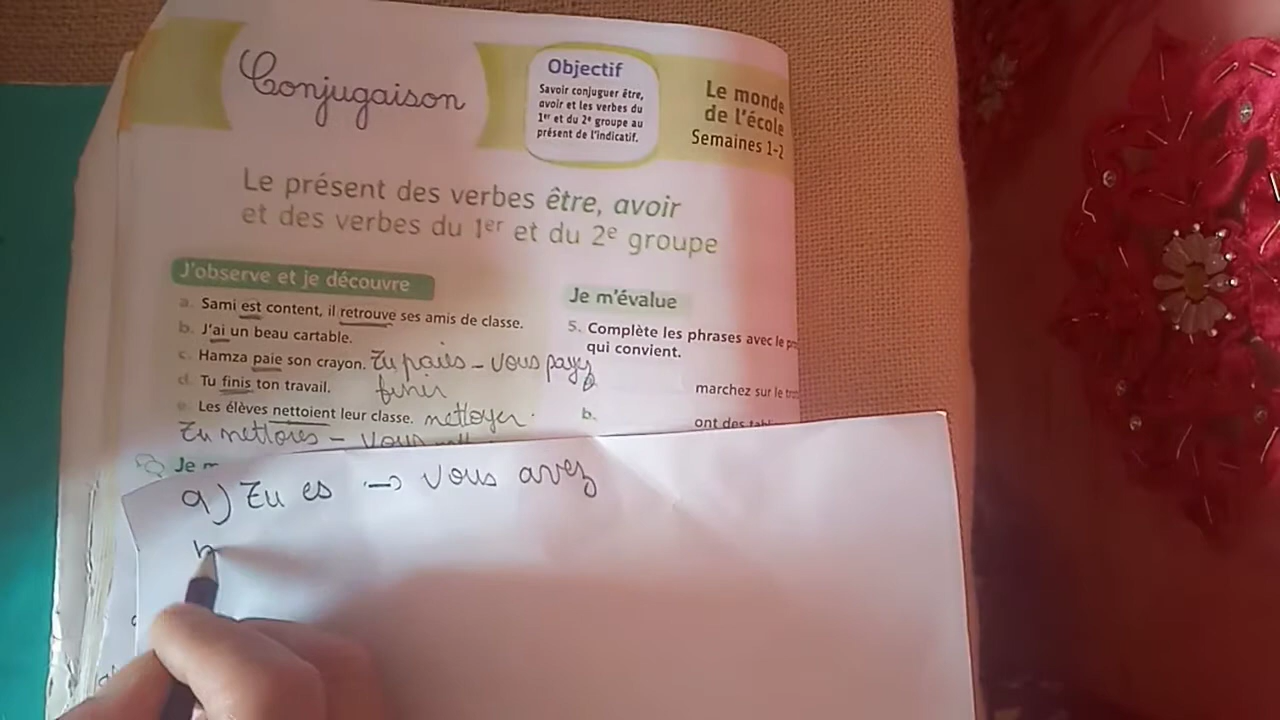 Conjugaison
Objectif
Savoir conjuguer être,
avoir et les verbes du
1er et du 2e groupe au
présent de l'indicatif.
Le monde
de l'école
Semaines 1-2
Le présent des verbes être, avoir
et des verbes du 1er et du 2e groupe
J'observe et je découvre
a. Sami est content, il retrouve ses amis de classe.
b. J'ai un beau cartable.
c. Hamza paie son crayon. Tu paies - vous payez
d. Tu finis ton travail. finir
e. Les élèves nettoient leur classe. nettoyer.
Tu nettoies - Vous
Je
Je m'évalue
5. Complète les phrases avec le
qui convient.
marchez sur le
b. ont des
a) Tu es → vous avez